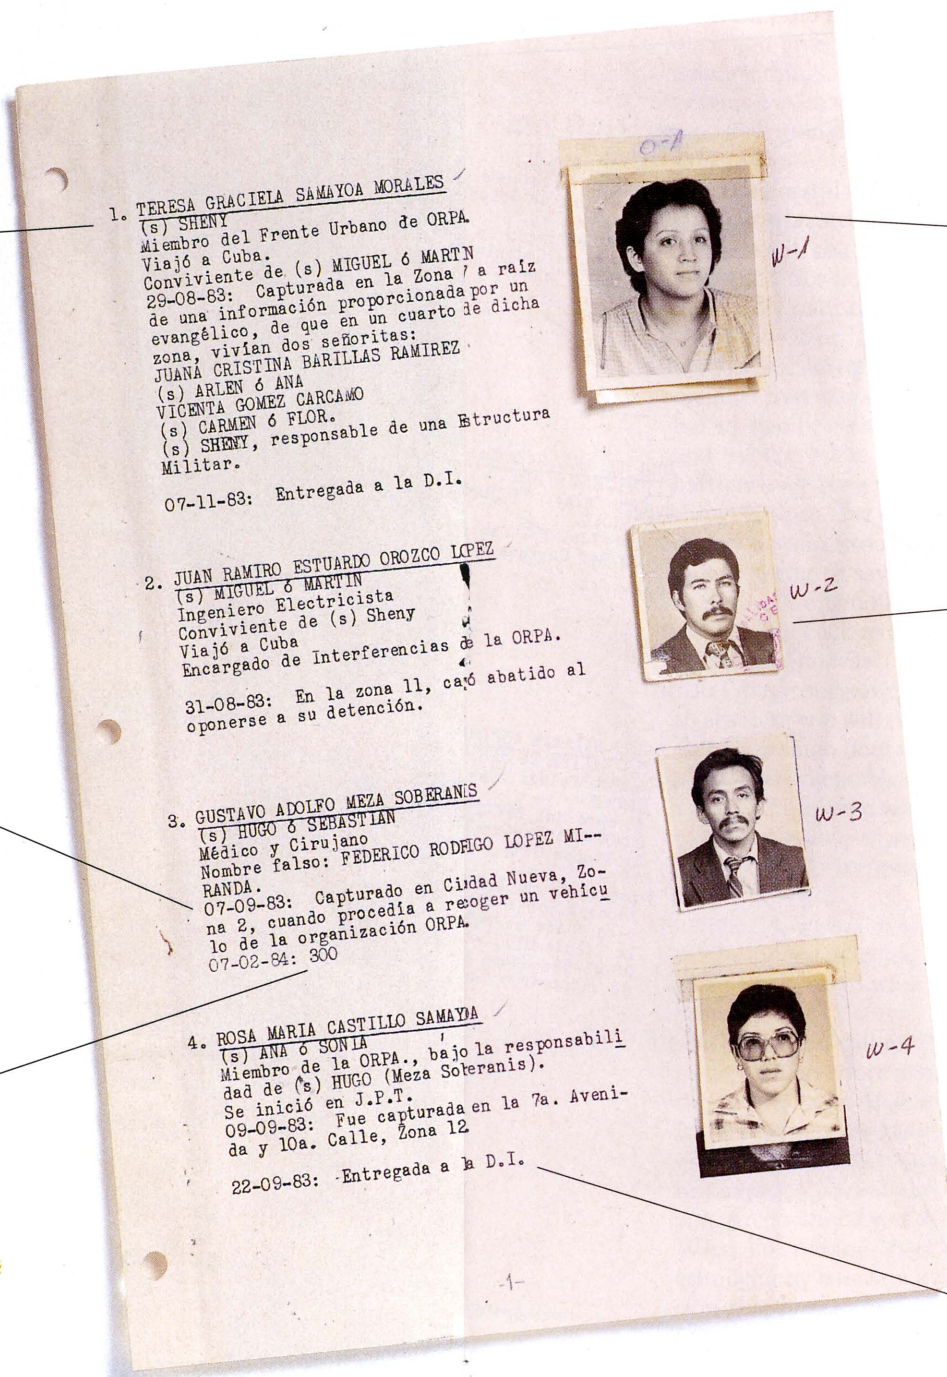 O-A
1. TERESA GRACIELA SAMAYOA MORALES
(s) SHENY
Miembro del Frente Urbano de ORPA.
Viajó a Cuba.
Conviviente de (s) MIGUEL ó MARTN
29-08-83: Capturada en la Zona 7 a raíz
de una información proporcionada por un
evangélico, de que en un cuarto de dicha
zona, vivían dos señoritas:
JUANA CRISTINA BARILLAS RAMIREZ
(s) ARLEN ó ANA
VICENTA GOMEZ CARCAMO
(s) CARMEN ó FLOR.
(s) SHENY, responsable de una Estructura
Militar.
07-11-83: Entregada a la D.I.
W-1
2. JUAN RAMIRO ESTUARDO OROZCO LOPEZ
(s) MIGUEL ó MARTIN
Ingeniero Electricista
Conviviente de (s) Sheny
Viajó a Cuba
Encargado de Interferencias de la ORPA.
31-08-83: En la zona 11, cayó abatido al
oponerse a su detención.
W-2
3. GUSTAVO ADOLFO MEZA SOBERANIS
(s) HUGO ó SEBASTIAN
Médico y Cirujano
Nombre falso: FEDERICO RODRIGO LOPEZ MI--
RANDA.
07-09-83: Capturado en Ciudad Nueva, Zo-
na 2, cuando procedía a recoger un vehícu
lo de la organización ORPA.
07-02-84: 300
W-3
4. ROSA MARIA CASTILLO SAMAYOA
(s) ANA ó SONIA
Miembro de la ORPA., bajo la responsabili
dad de (s) HUGO (Meza Soberanis).
Se inició en J.P.T.
09-09-83: Fue capturada en la 7a. Aveni-
da y 10a. Calle, Zona 12
22-09-83: Entregada a la D.I.
W-4
-1-